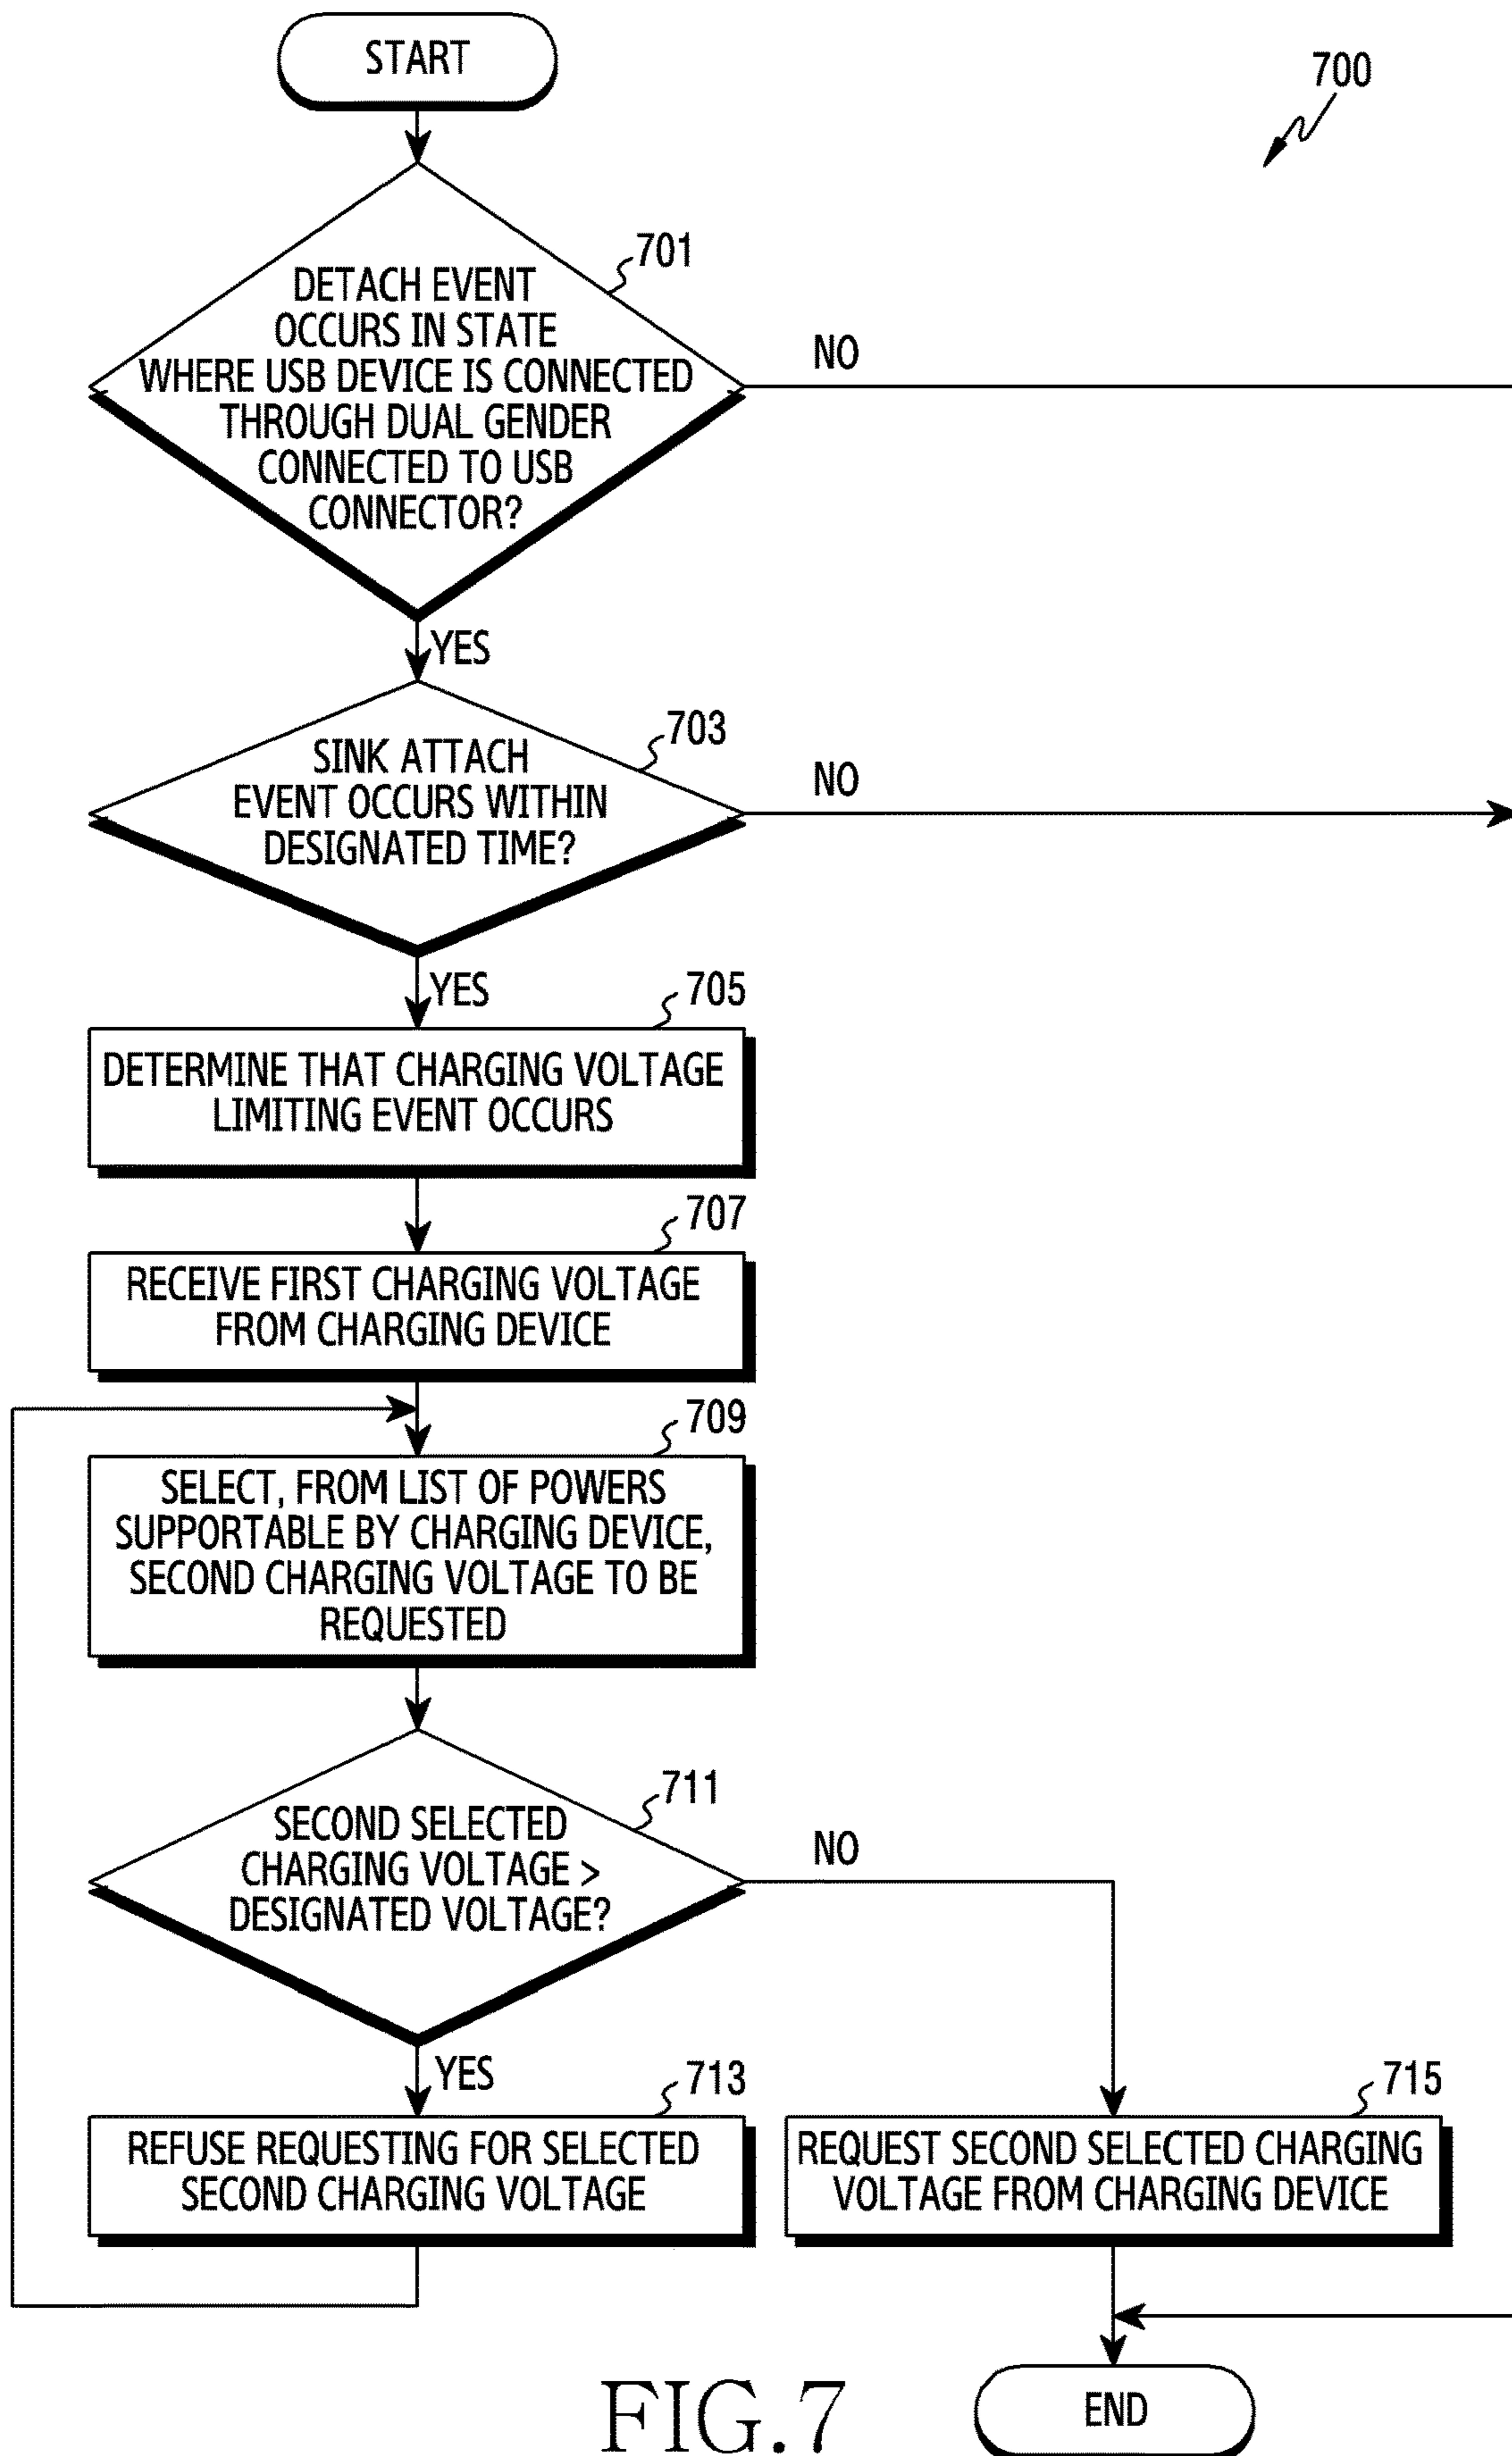 START
700
701
DETACH EVENT
OCCURS IN STATE
WHERE USB DEVICE IS CONNECTED
THROUGH DUAL GENDER
CONNECTED TO USB
CONNECTOR?
NO
YES
703
SINK ATTACH
EVENT OCCURS WITHIN
DESIGNATED TIME?
NO
YES
705
DETERMINE THAT CHARGING VOLTAGE
LIMITING EVENT OCCURS
707
RECEIVE FIRST CHARGING VOLTAGE
FROM CHARGING DEVICE
709
SELECT, FROM LIST OF POWERS
SUPPORTABLE BY CHARGING DEVICE,
SECOND CHARGING VOLTAGE TO BE
REQUESTED
711
SECOND SELECTED
CHARGING VOLTAGE >
DESIGNATED VOLTAGE?
NO
YES
713
REFUSE REQUESTING FOR SELECTED
SECOND CHARGING VOLTAGE
715
REQUEST SECOND SELECTED CHARGING
VOLTAGE FROM CHARGING DEVICE
END
FIG.7